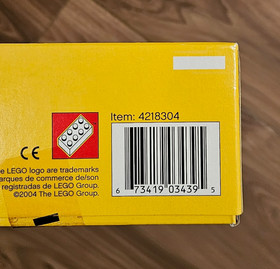 Item: 4218304
CE
e LEGO logo are trademarks
arques de commerce de/son
registradas de LEGO Group.
©2004 The LEGO Group.
6 73419 03439 5